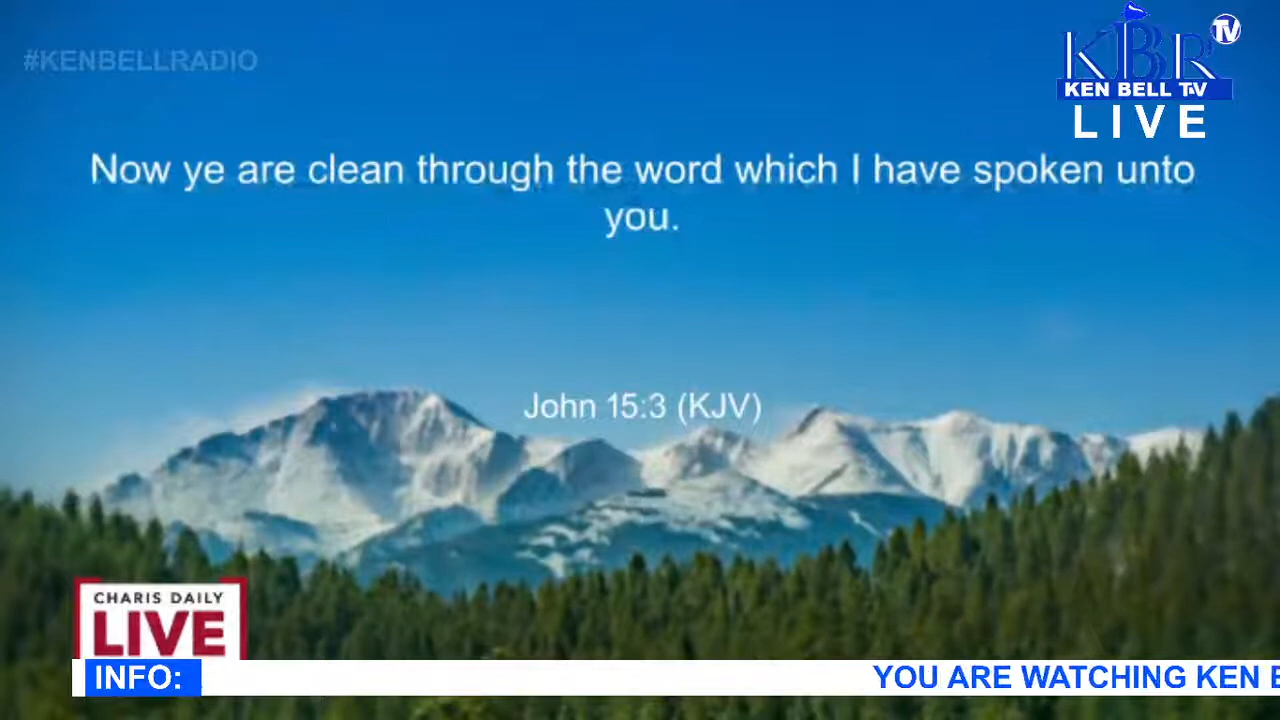 #KENBELLRADIO
KBR TV
KEN BELL TV
LIVE
Now ye are clean through the word which I have spoken unto
you.
John 15:3 (KJV)
CHARIS DAILY
LIVE
INFO:
YOU ARE WATCHING KEN